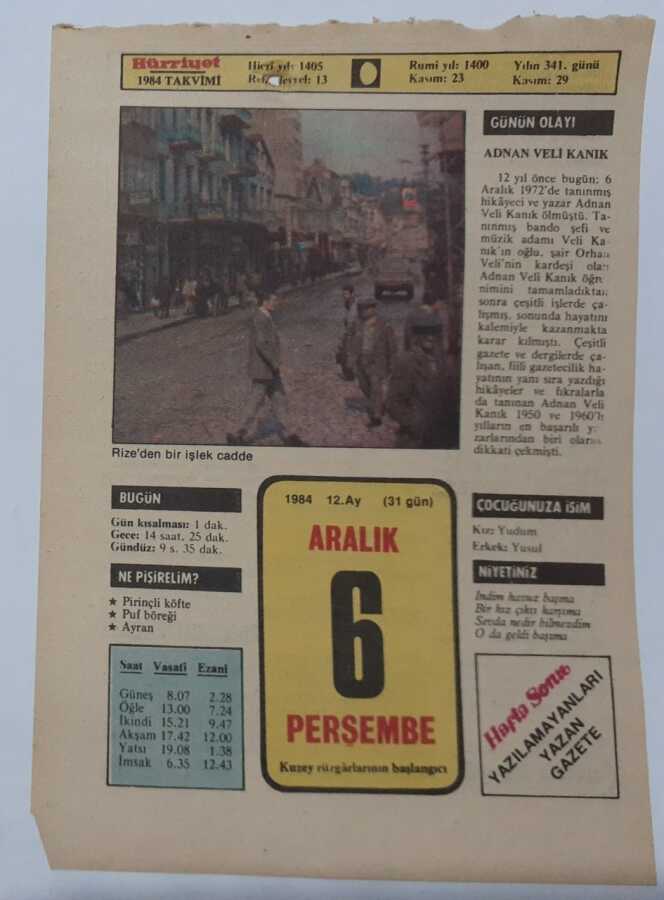 Hürriyet
1984 TAKVİMİ
Hicri yıl: 1405
13
Rumi yıl: 1400
Kasım: 23
Yılın 341. günü
Kasım: 29
GÜNÜN OLAYI
ADNAN VELİ KANIK
12 yıl önce bugün: 6
Aralık 1972'de tanınmış
hikâyeci ve yazar Adnan
Veli Kanık ölmüştü. Ta-
nınmış bando şefi ve
müzik adamı Veli Ka-
nık'ın oğlu, şair Orhan
Veli'nin kardeşi olan
Adnan Veli Kanık öğre
nimini tamamladıktan
sonra çeşitli işlerde ça-
lışmış, sonunda hayatını
kalemiyle kazanmakta
karar kılmıştı. Çeşitli
gazete ve dergilerde ça-
lışan, fiili gazetecilik ha-
yatının yanı sıra yazdığı
hikâyeler ve fıkralarla
da tanınan Adnan Veli
Kanık 1950 ve 1960'lı
yılların en başarılı y
zarlarından biri olarak
dikkati çekmişti.
Rize'den bir işlek cadde
BUGÜN
Gün kısalması: 1 dak.
Gece: 14 saat, 25 dak.
Gündüz: 9 s. 35 dak.
NE PİŞİRELİM?
★ Pirinçli köfte
★ Puf böreği
★ Ayran
Saat Vasati Ezani
Güneş 8.07 2.28
Öğle 13.00 7.24
İkindi 15.21 9.47
Akşam 17.42 12.00
Yatsı 19.08 1.38
İmsak 6.35 12.43
1984 12.Ay (31 gün)
ARALIK
6
PERŞEMBE
Kuzey rüzgârlarının başlangıcı
ÇOCUĞUNUZA İSİM
Kız: Yudum
Erkek: Yusuf
NİYETİNİZ
İndim havuz başına
Bir kız çıktı karşıma
Sevda nedir bilmezdim
O da geldi başıma
Hafta Sonu
YAZILAMAYANLARI
YAZAN
GAZETE